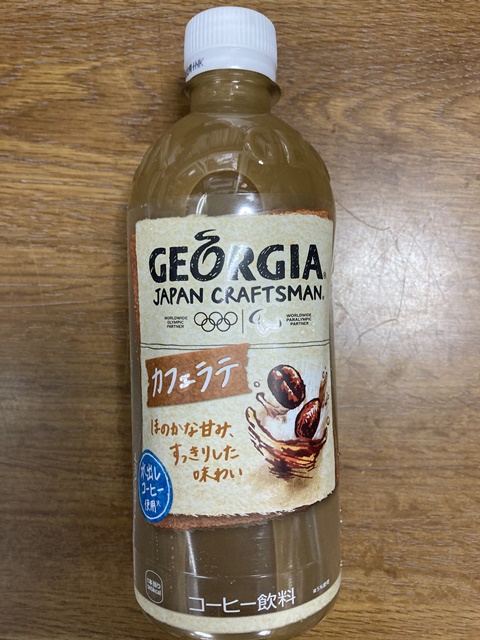 GEORGIA
JAPAN CRAFTSMAN
WORLDWIDE
OLYMPIC
PARTNER
WORLDWIDE
PARALYMPIC
PARTNER
カフェラテ
ほのかな甘み、
すっきりした
味わい
水出し
コーヒー
使用
コーヒー飲料